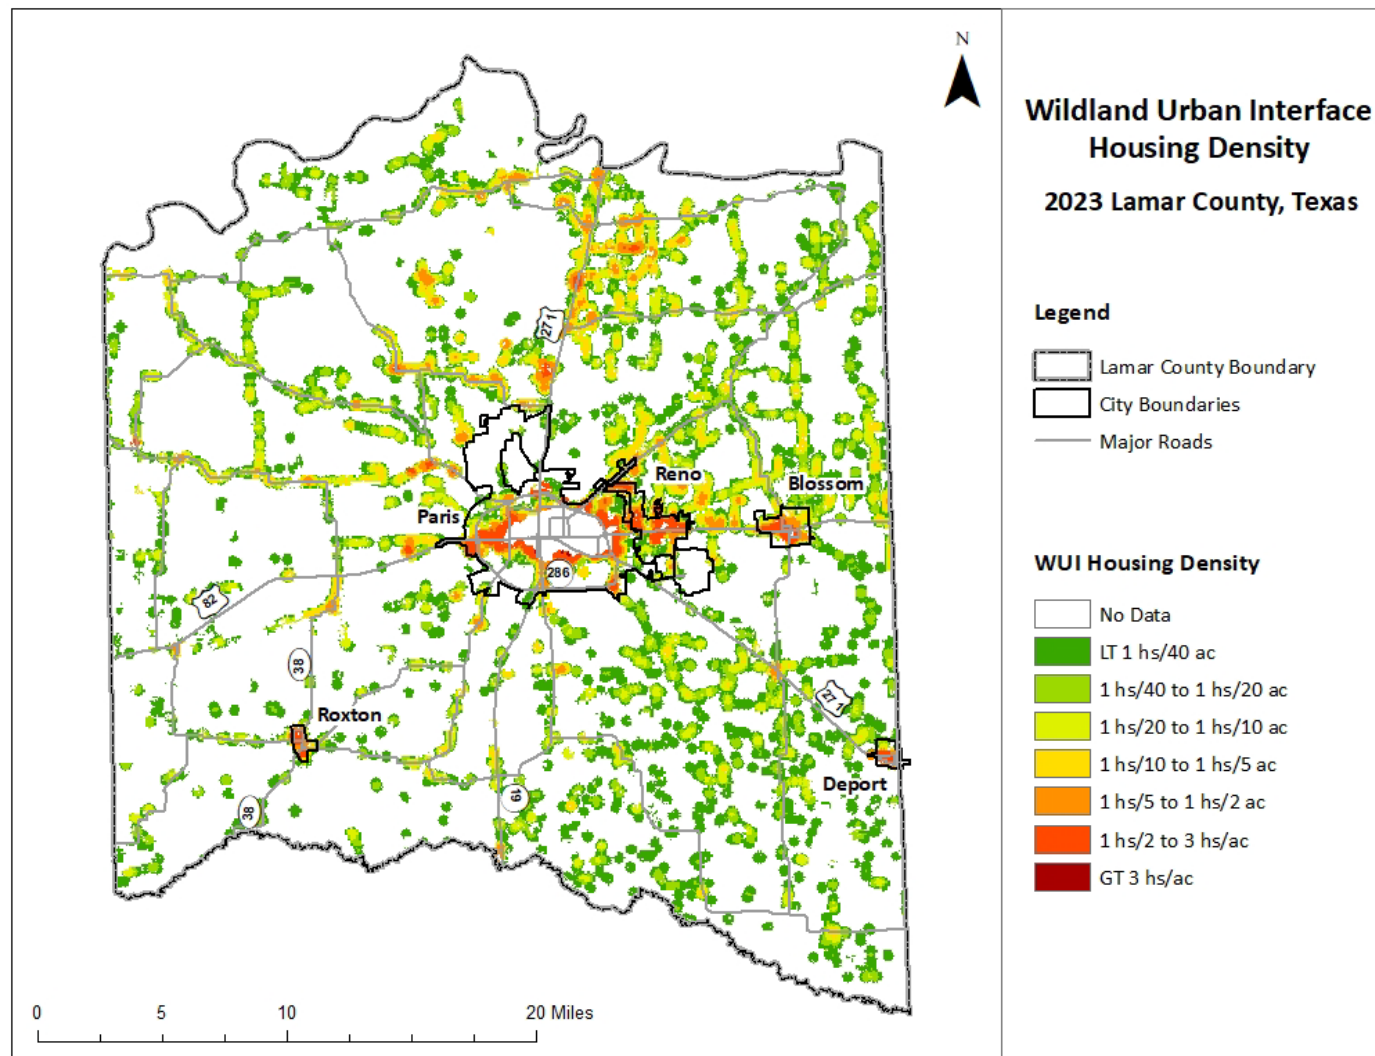 N
Wildland Urban Interface
Housing Density
2023 Lamar County, Texas
Legend
Lamar County Boundary
City Boundaries
Major Roads
WUI Housing Density
No Data
LT 1 hs/40 ac
1 hs/40 to 1 hs/20 ac
1 hs/20 to 1 hs/10 ac
1 hs/10 to 1 hs/5 ac
1 hs/5 to 1 hs/2 ac
1 hs/2 to 3 hs/ac
GT 3 hs/ac
271
Reno
Blossom
Paris
286
82
38
271
Roxton
Deport
38
19
0 5 10 20 Miles